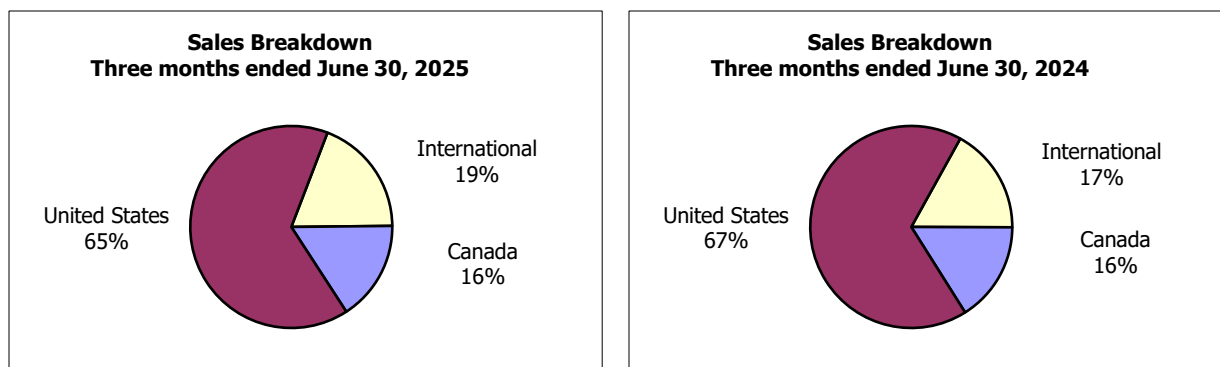 Sales Breakdown
Three months ended June 30, 2025
International
19%
United States
65%
Canada
16%
Sales Breakdown
Three months ended June 30, 2024
International
17%
United States
67%
Canada
16%